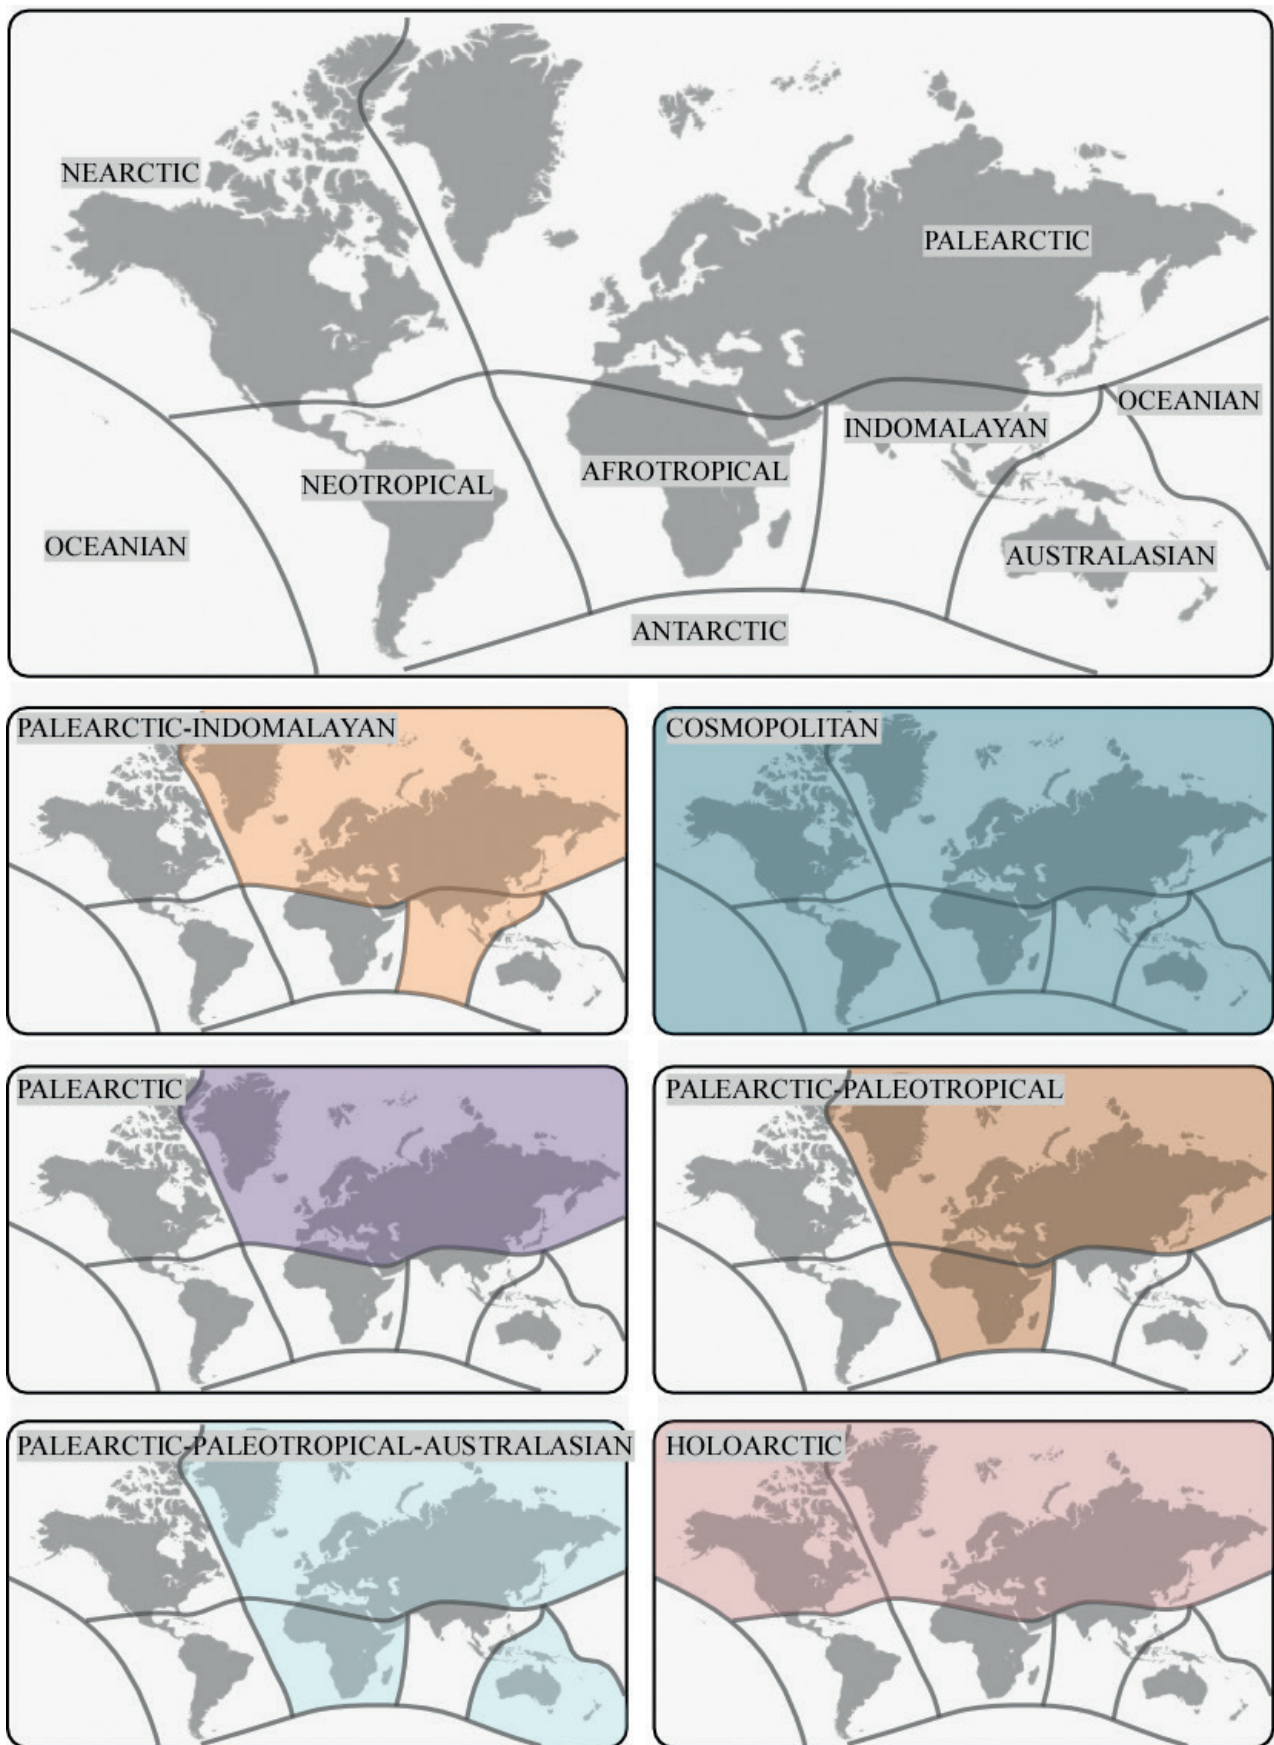 NEARCTIC
PALEARCTIC
OCEANIAN
INDOMALAYAN
AFROTROPICAL
NEOTROPICAL
OCEANIAN
AUSTRALASIAN
ANTARCTIC
PALEARCTIC-INDOMALAYAN
COSMOPOLITAN
PALEARCTIC
PALEARCTIC-PALEOTROPICAL
PALEARCTIC-PALEOTROPICAL-AUSTRALASIAN
HOLOARCTIC